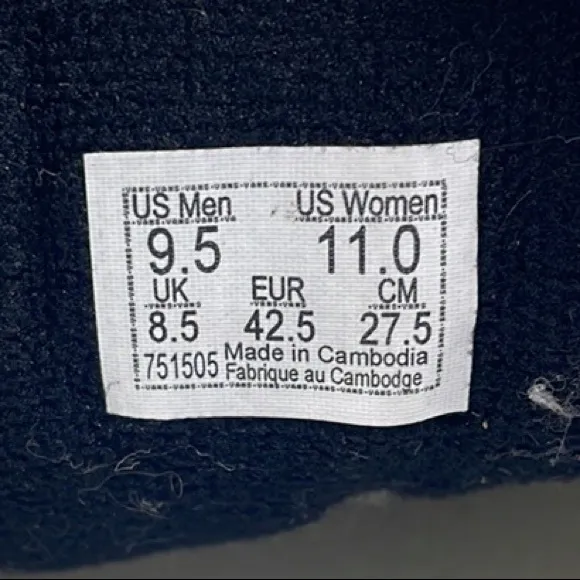 US Men US Women
9.5 11.0
UK EUR CM
8.5 42.5 27.5
751505 Made in Cambodia
Fabrique au Cambodge